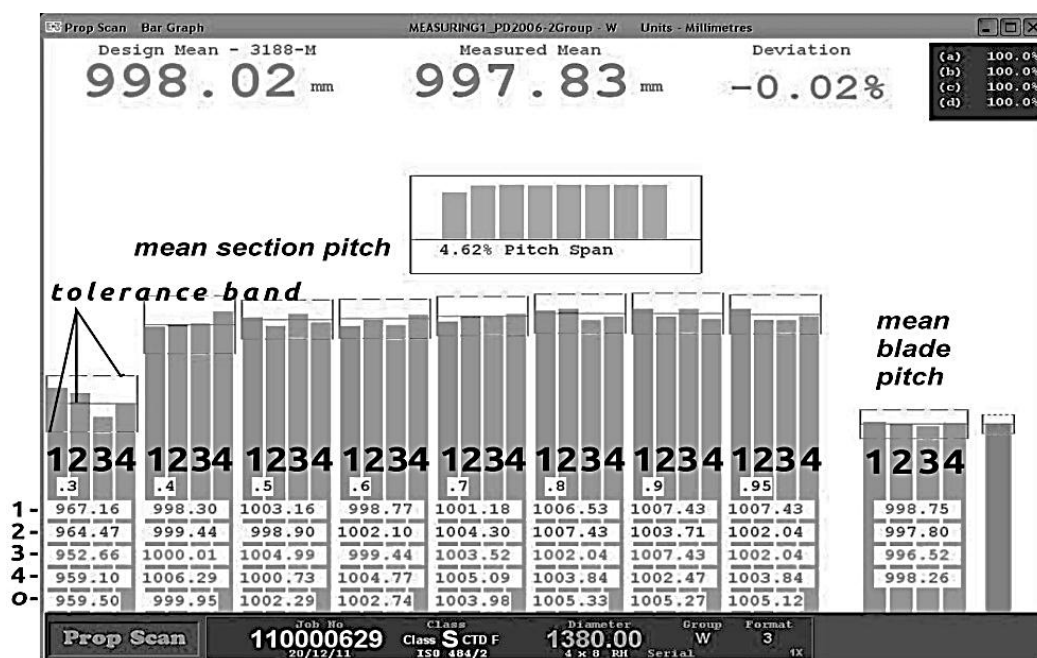 Prop Scan Bar Graph MEASURING1_PD2006-2Group - W Units - Millimetres
Design Mean - 3188-M Measured Mean Deviation
998.02 mm 997.83 mm -0.02%
(a) 100.0%
(b) 100.0%
(c) 100.0%
(d) 100.0%
mean section pitch
4.62% Pitch Span
tolerance band
mean
blade
pitch
1234 1234 1234 1234 1234 1234 1234 1234 1234
.3 .4 .5 .6 .7 .8 .9 .95
1- 967.16 998.30 1003.16 998.77 1001.18 1006.53 1007.43 1007.43 998.75
2- 964.47 999.44 998.90 1002.10 1004.30 1007.43 1003.71 1002.04 997.80
3- 952.66 1000.01 1004.99 999.44 1003.52 1002.04 1007.43 1002.04 996.52
4- 959.10 1006.29 1000.73 1004.77 1005.09 1003.84 1002.47 1003.84 998.26
o- 959.50 999.95 1002.29 1002.74 1003.98 1005.33 1005.27 1005.12
Prop Scan
Job No Class Diameter Group Format
110000629 Class S CTD F 1380.00 W 3
20/12/11 ISO 484/2 4 x 8 RH Serial 1X